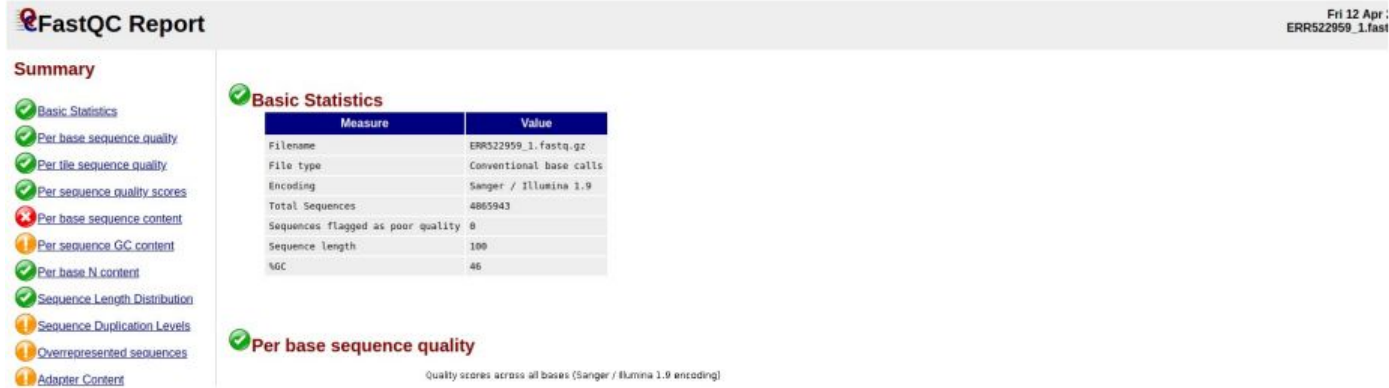 FastQC Report
Fri 12 Apr
ERR522959_1.fast
Summary
Basic Statistics
Per base sequence quality
Per tile sequence quality
Per sequence quality scores
Per base sequence content
Per sequence GC content
Per base N content
Sequence Length Distribution
Sequence Duplication Levels
Overrepresented sequences
Adapter Content
Basic Statistics
Measure Value
Filename ERR522959_1.fastq.gz
File type Conventional base calls
Encoding Sanger / Illumina 1.9
Total Sequences 4865943
Sequences flagged as poor quality 0
Sequence length 100
%GC 46
Per base sequence quality
Quality scores across all bases (Sanger / Illumina 1.9 encoding)